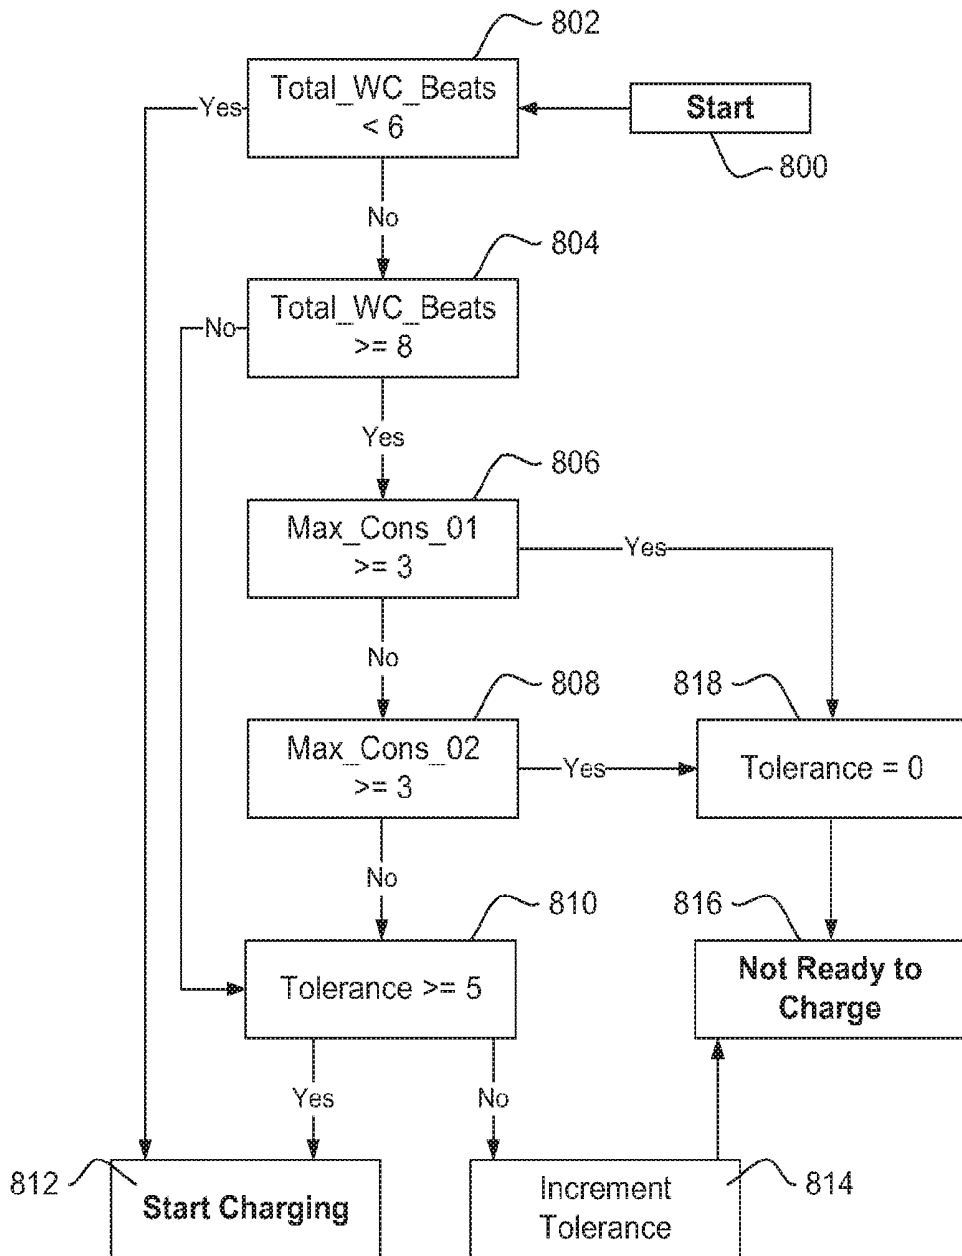 802
Total_WC_Beats
< 6
Yes
Start
800
No
804
Total_WC_Beats
>= 8
No
Yes
806
Max_Cons_01
>= 3
Yes
No
808
818
Max_Cons_02
>= 3
Yes
Tolerance = 0
No
810
816
Tolerance >= 5
Not Ready to
Charge
Yes
No
812
Start Charging
Increment
Tolerance
814